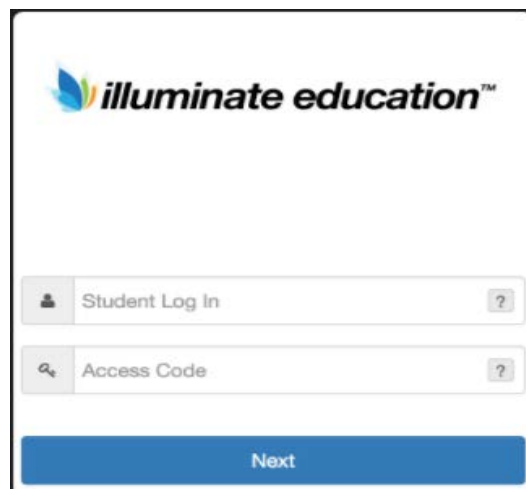 illuminate education™
Student Log In ?
Access Code ?
Next